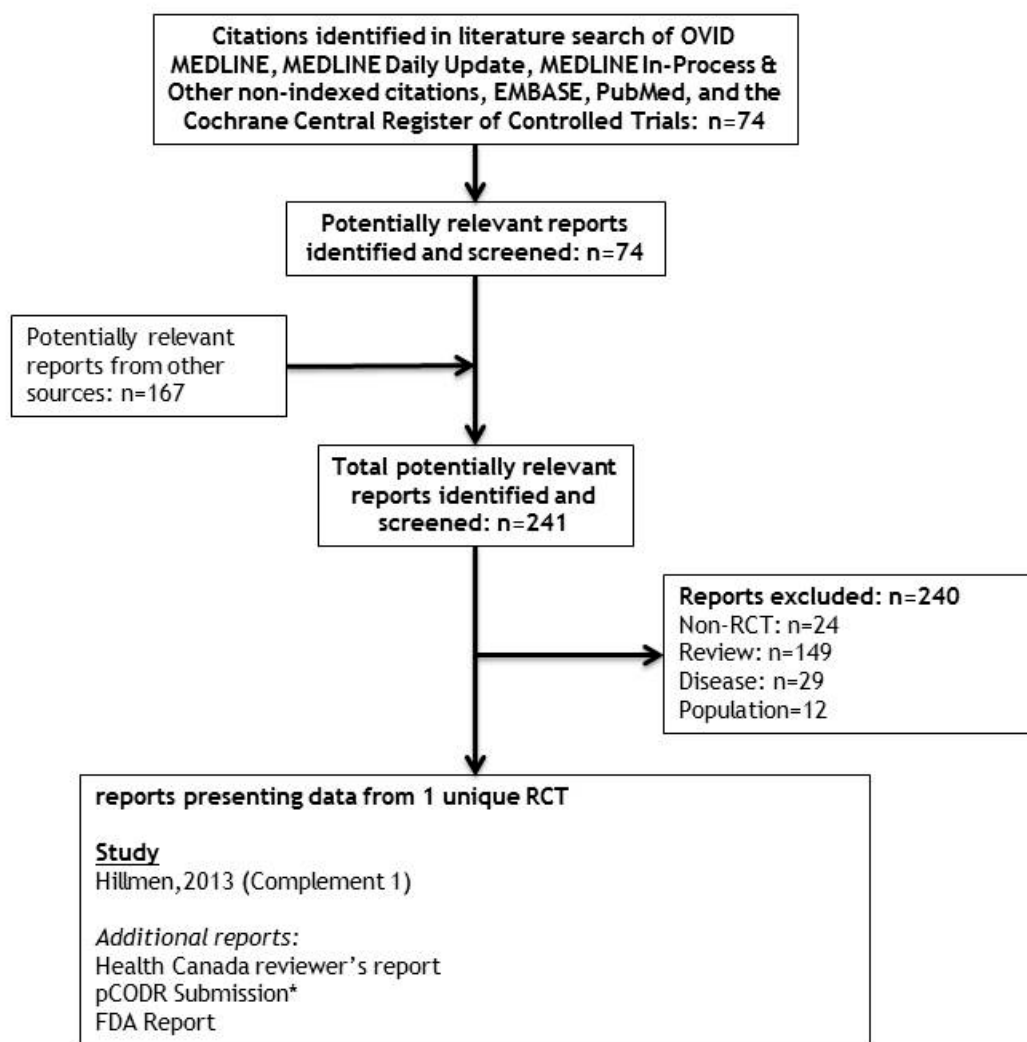 Citations identified in literature search of OVID
MEDLINE, MEDLINE Daily Update, MEDLINE In-Process &
Other non-indexed citations, EMBASE, PubMed, and the
Cochrane Central Register of Controlled Trials: n=74
Potentially relevant reports
identified and screened: n=74
Potentially relevant
reports from other
sources: n=167
Total potentially relevant
reports identified and
screened: n=241
Reports excluded: n=240
Non-RCT: n=24
Review: n=149
Disease: n=29
Population=12
reports presenting data from 1 unique RCT
Study
Hillmen,2013 (Complement 1)
Additional reports:
Health Canada reviewer’s report
pCODR Submission*
FDA Report